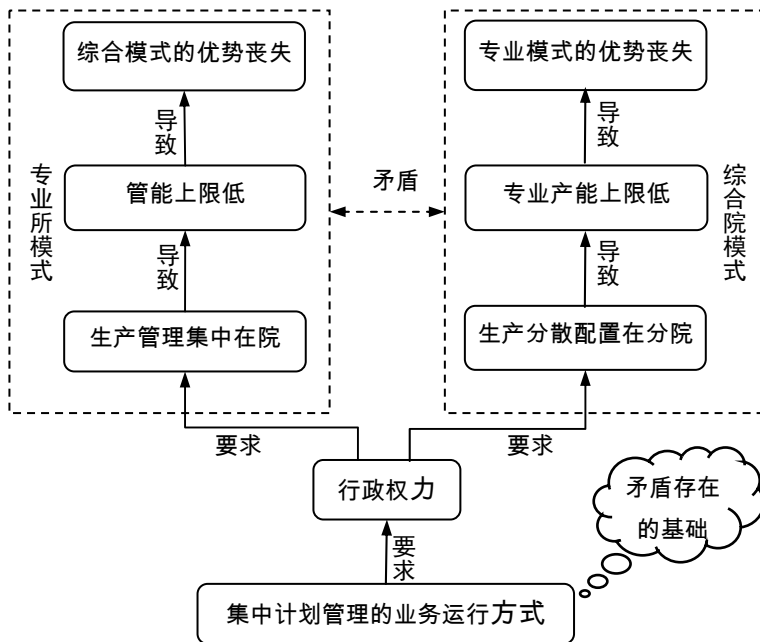 综合模式的优势丧失
专业模式的优势丧失
导致
导致
专业所模式
管能上限低
矛盾
专业产能上限低
综合院模式
导致
导致
生产管理集中在院
生产分散配置在分院
要求
要求
行政权力
矛盾存在
的基础
要求
集中计划管理的业务运行方式